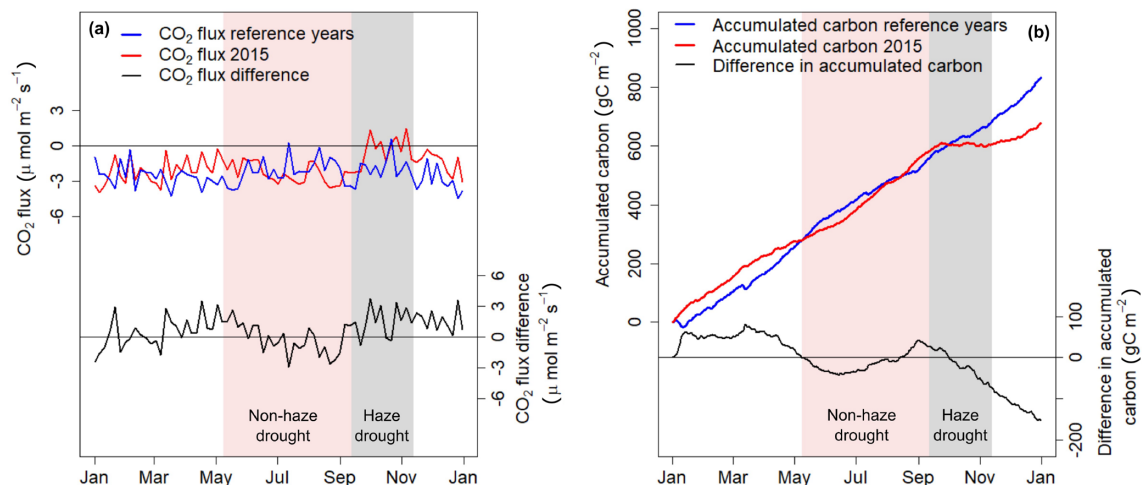 (a)
CO2 flux reference years
CO2 flux 2015
CO2 flux difference
CO2 flux (μ mol m−2 s−1)
3
0
-3
-6
6
3
0
-3
-6
CO2 flux difference
(μ mol m−2 s−1)
Non-haze
drought
Haze
drought
Jan
Mar
May
Jul
Sep
Nov
Jan
(b)
Accumulated carbon reference years
Accumulated carbon 2015
Difference in accumulated carbon
Accumulated carbon (gC m−2)
1000
800
600
400
200
0
100
0
-200
Difference in accumulated
carbon (gC m−2)
Non-haze
drought
Haze
drought
Jan
Mar
May
Jul
Sep
Nov
Jan